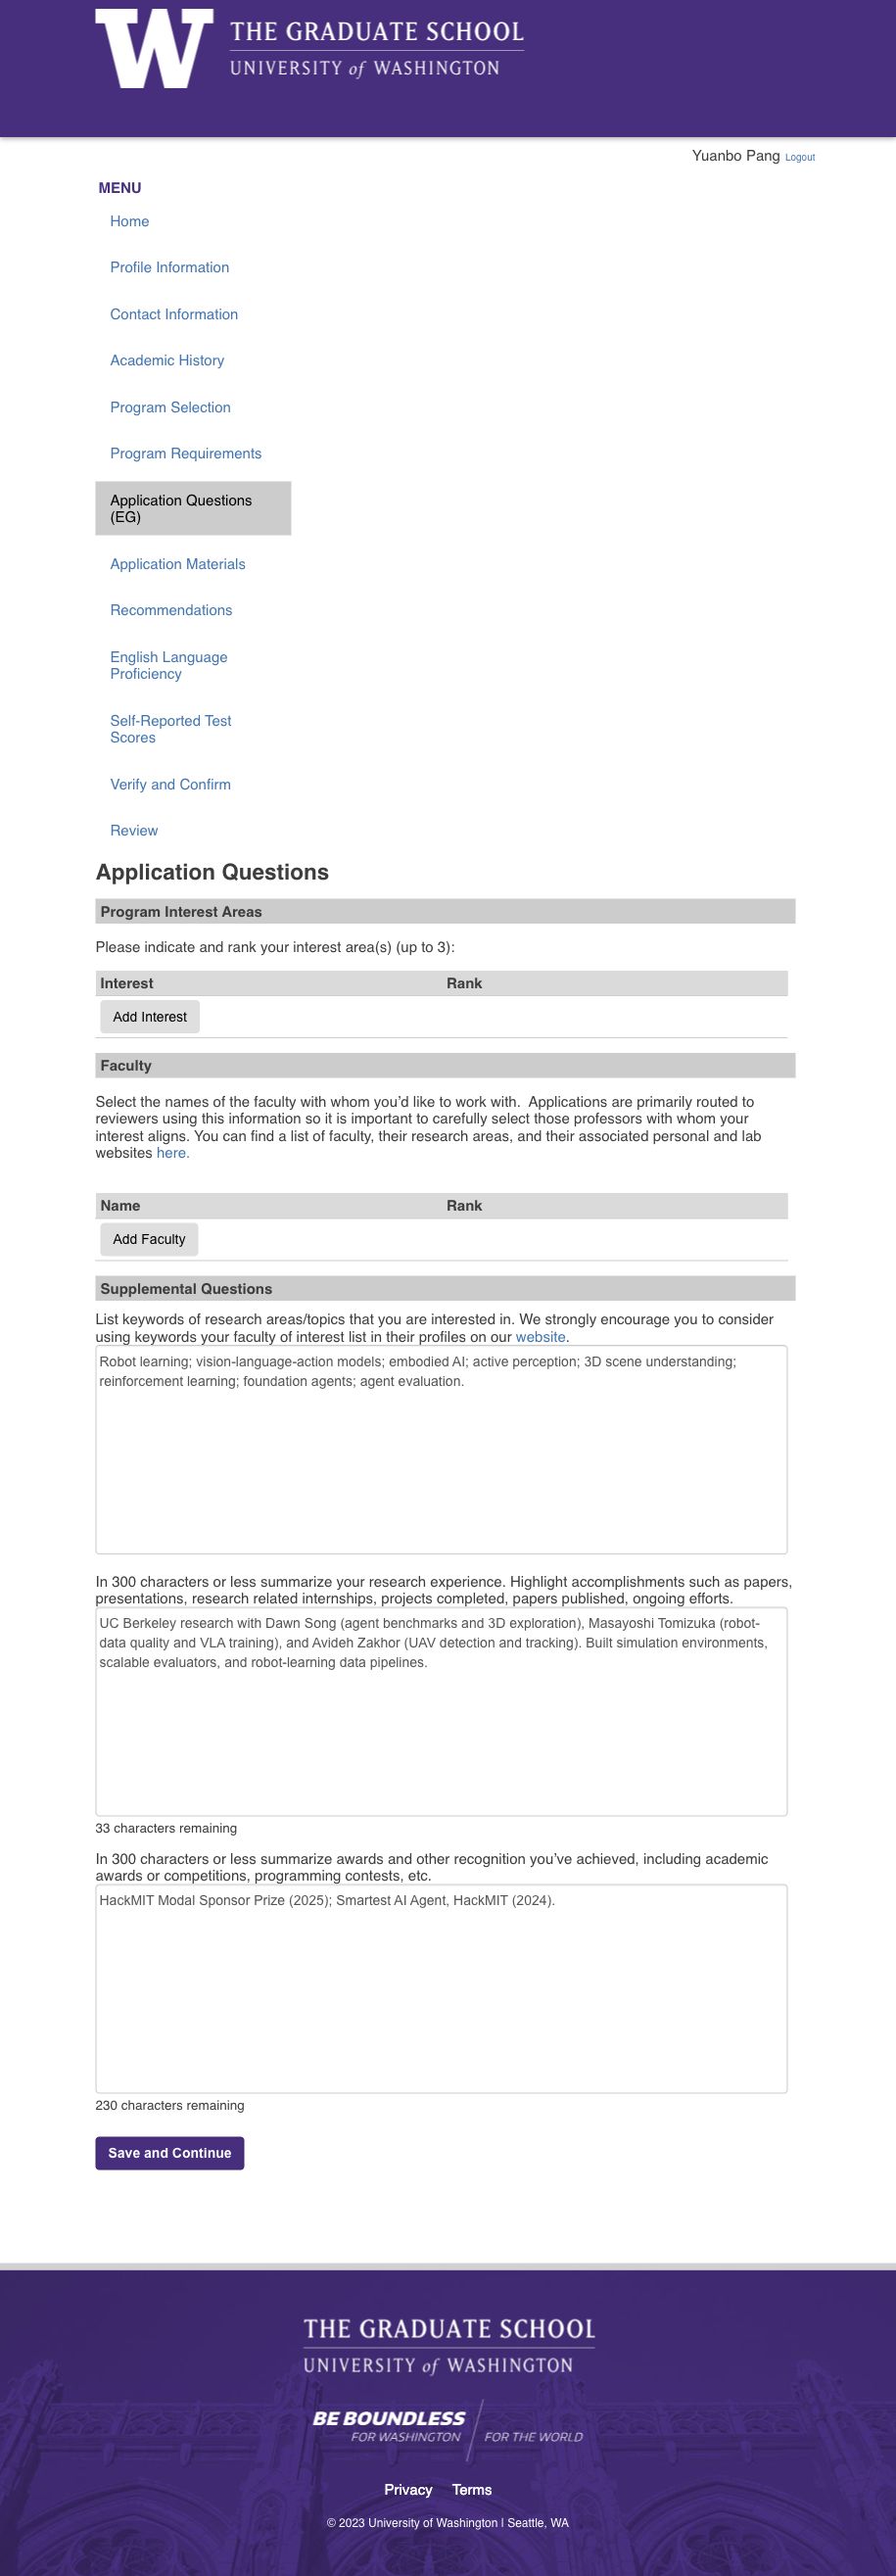 W THE GRADUATE SCHOOL
UNIVERSITY of WASHINGTON
Yuanbo Pang Logout
MENU
Home
Profile Information
Contact Information
Academic History
Program Selection
Program Requirements
Application Questions
(EG)
Application Materials
Recommendations
English Language
Proficiency
Self-Reported Test
Scores
Verify and Confirm
Review
Application Questions
Program Interest Areas
Please indicate and rank your interest area(s) (up to 3):
Interest Rank
Add Interest
Faculty
Select the names of the faculty with whom you’d like to work with.  Applications are primarily routed to
reviewers using this information so it is important to carefully select those professors with whom your
interest aligns. You can find a list of faculty, their research areas, and their associated personal and lab
websites here.
Name Rank
Add Faculty
Supplemental Questions
List keywords of research areas/topics that you are interested in. We strongly encourage you to consider
using keywords your faculty of interest list in their profiles on our website.
Robot learning; vision-language-action models; embodied AI; active perception; 3D scene understanding;
reinforcement learning; foundation agents; agent evaluation.
In 300 characters or less summarize your research experience. Highlight accomplishments such as papers,
presentations, research related internships, projects completed, papers published, ongoing efforts.
UC Berkeley research with Dawn Song (agent benchmarks and 3D exploration), Masayoshi Tomizuka (robot-
data quality and VLA training), and Avideh Zakhor (UAV detection and tracking). Built simulation environments,
scalable evaluators, and robot-learning data pipelines.
33 characters remaining
In 300 characters or less summarize awards and other recognition you’ve achieved, including academic
awards or competitions, programming contests, etc.
HackMIT Modal Sponsor Prize (2025); Smartest AI Agent, HackMIT (2024).
230 characters remaining
Save and Continue
THE GRADUATE SCHOOL
UNIVERSITY of WASHINGTON
BE BOUNDLESS
FOR WASHINGTON FOR THE WORLD
Privacy Terms
© 2023 University of Washington | Seattle, WA